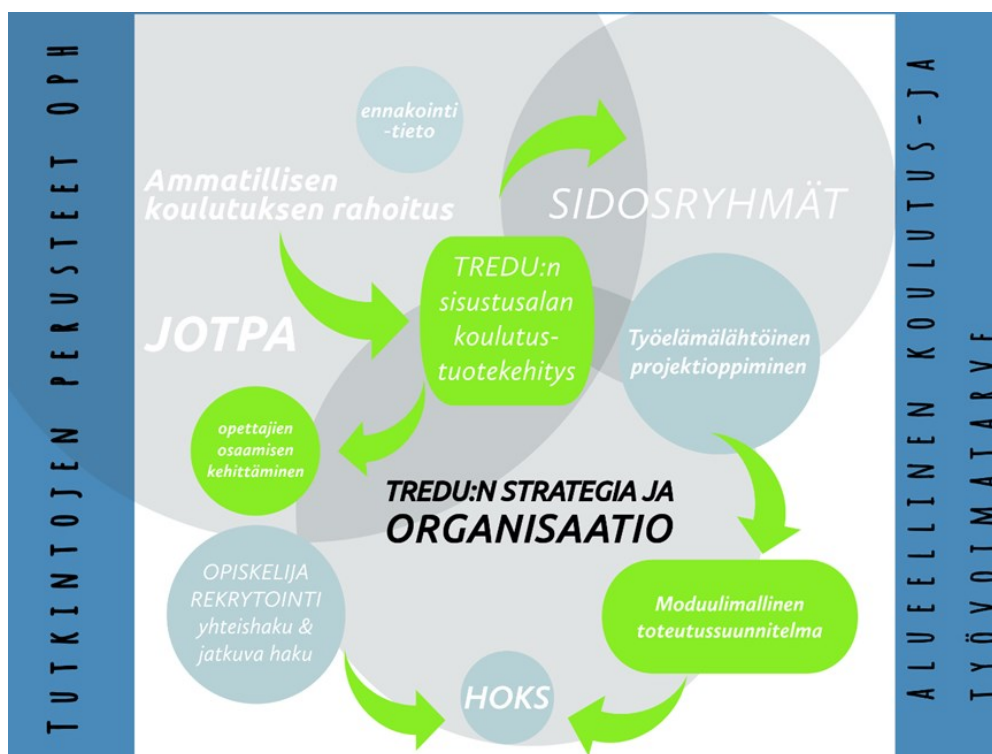 TUTKINTOJEN PERUSTEET OPH
ennakointi
-tieto
Ammatillisen
koulutuksen rahoitus
SIDOSRYHMÄT
TREDU:n
sisustusalan
koulutus-
tuotekehitys
JOTPA
Työelämälähtöinen
projektioppiminen
opettajien
osaamisen
kehittäminen
TREDU:N STRATEGIA JA
ORGANISAATIO
OPISKELIJA
REKRYTOINTI
yhteishaku &
jatkuva haku
Moduulimallinen
toteutussuunnitelma
HOKS
ALUEELLINEN KOULUTUS-JA
TYÖVOIMATARVE